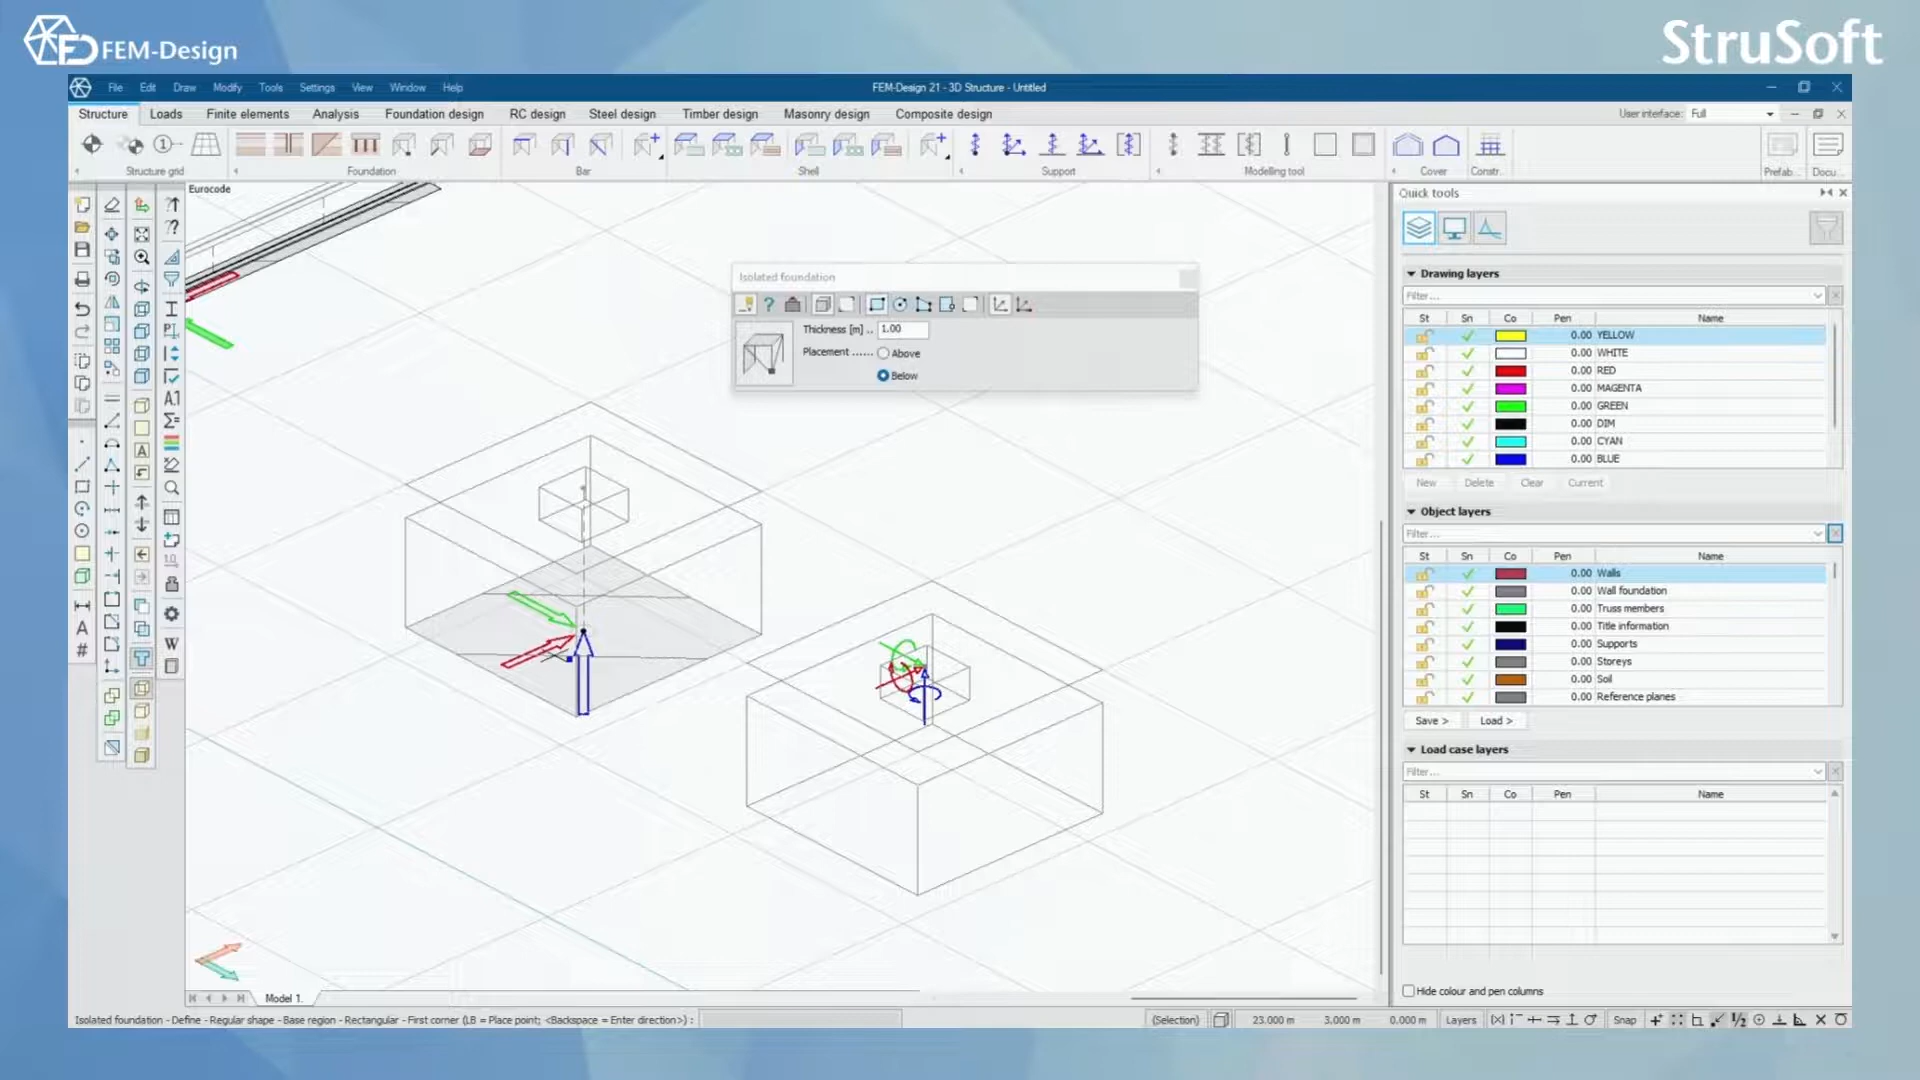 FEM-Design
StruSoft
File Edit Draw Modify Tools Settings View Window Help
FEM-Design 21 - 3D Structure - Untitled
Structure Loads Finite elements Analysis Foundation design RC design Steel design Timber design Masonry design Composite design
User interface: Full
Structure grid Foundation Bar Shell Support Modelling tool Cover Constr... Prefab... Docu...
Eurocode
Quick tools
Isolated foundation
Thickness [m] .. 1.00
Placement ...... Above
Below
Drawing layers
Filter...
St Sn Co Pen Name
0.00 YELLOW
0.00 WHITE
0.00 RED
0.00 MAGENTA
0.00 GREEN
0.00 DIM
0.00 CYAN
0.00 BLUE
New Delete Clear Current
Object layers
Filter...
St Sn Co Pen Name
0.00 Walls
0.00 Wall foundation
0.00 Truss members
0.00 Title information
0.00 Supports
0.00 Storeys
0.00 Soil
0.00 Reference planes
Save > Load >
Load case layers
Filter...
St Sn Co Pen Name
Hide colour and pen columns
Model 1.
Isolated foundation - Define - Regular shape - Base region - Rectangular - First corner (LB = Place point; <Backspace = Enter direction>) :
(Selection) 23.000 m 3.000 m 0.000 m Layers Snap